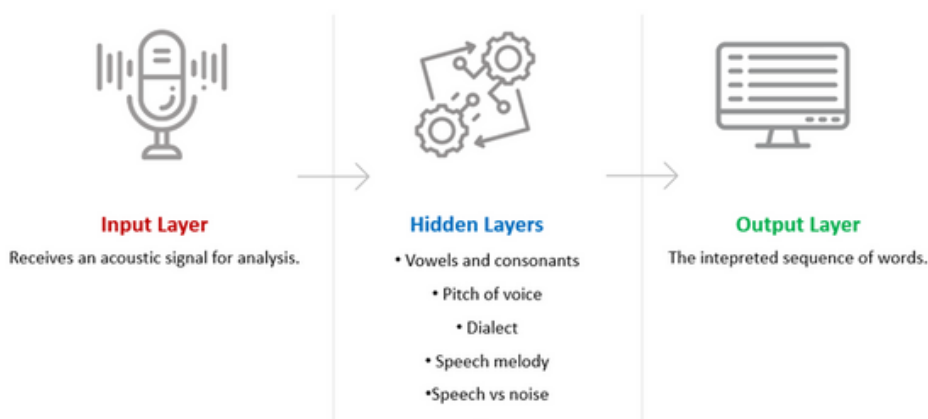 Input Layer
Receives an acoustic signal for analysis.
Hidden Layers
• Vowels and consonants
• Pitch of voice
• Dialect
• Speech melody
•Speech vs noise
Output Layer
The intepreted sequence of words.